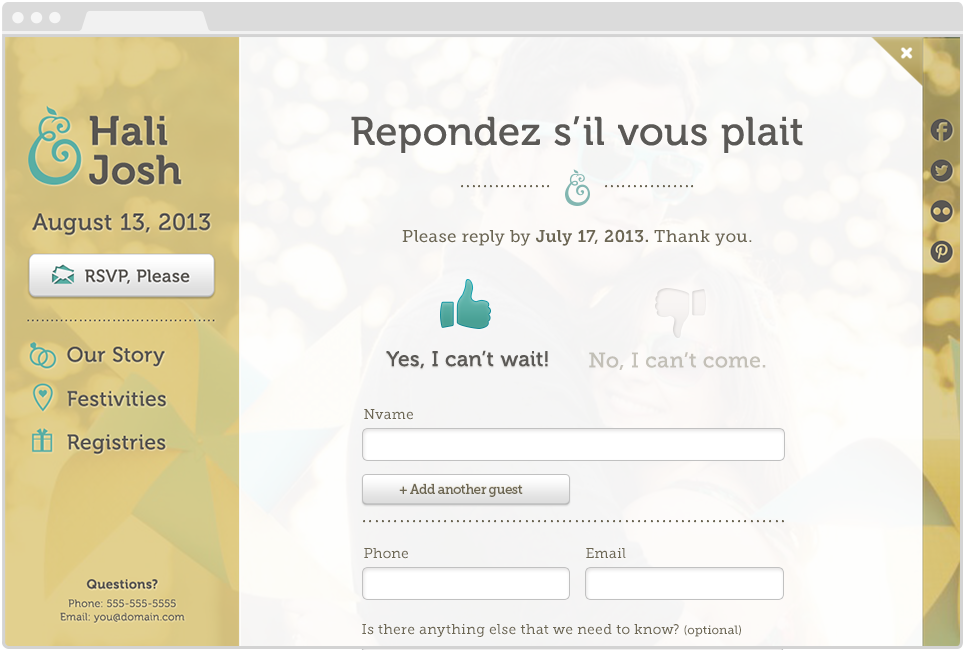 &
Hali
Josh
August 13, 2013
RSVP, Please
Our Story
Festivities
Registries
Questions?
Phone: 555-555-5555
Email: you@domain.com
Repondez s’il vous plait
&
Please reply by July 17, 2013. Thank you.
Yes, I can’t wait!
No, I can’t come.
Nvame
+ Add another guest
Phone
Email
Is there anything else that we need to know? (optional)